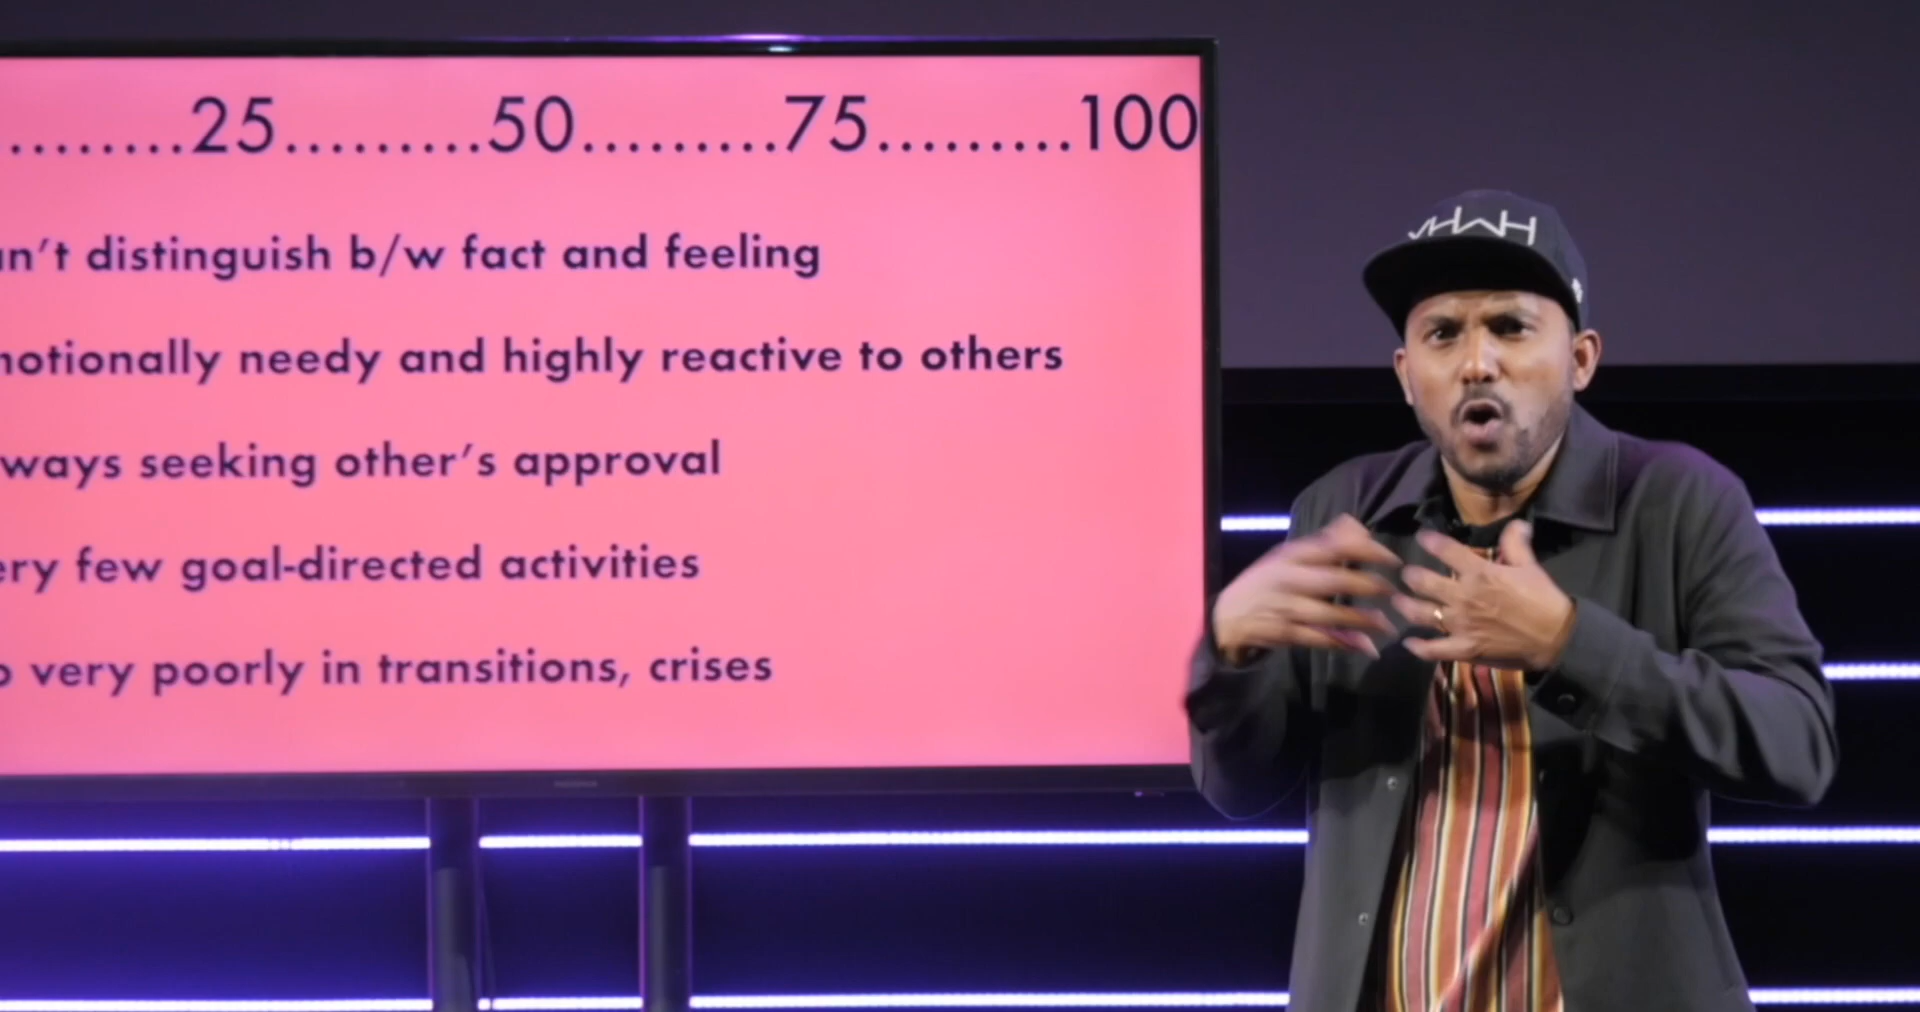 .........25.........50.........75.........100
distinguish b/w fact and feeling
needy and highly reactive to others
seeking other's approval
few goal-directed activities
very poorly in transitions, crises